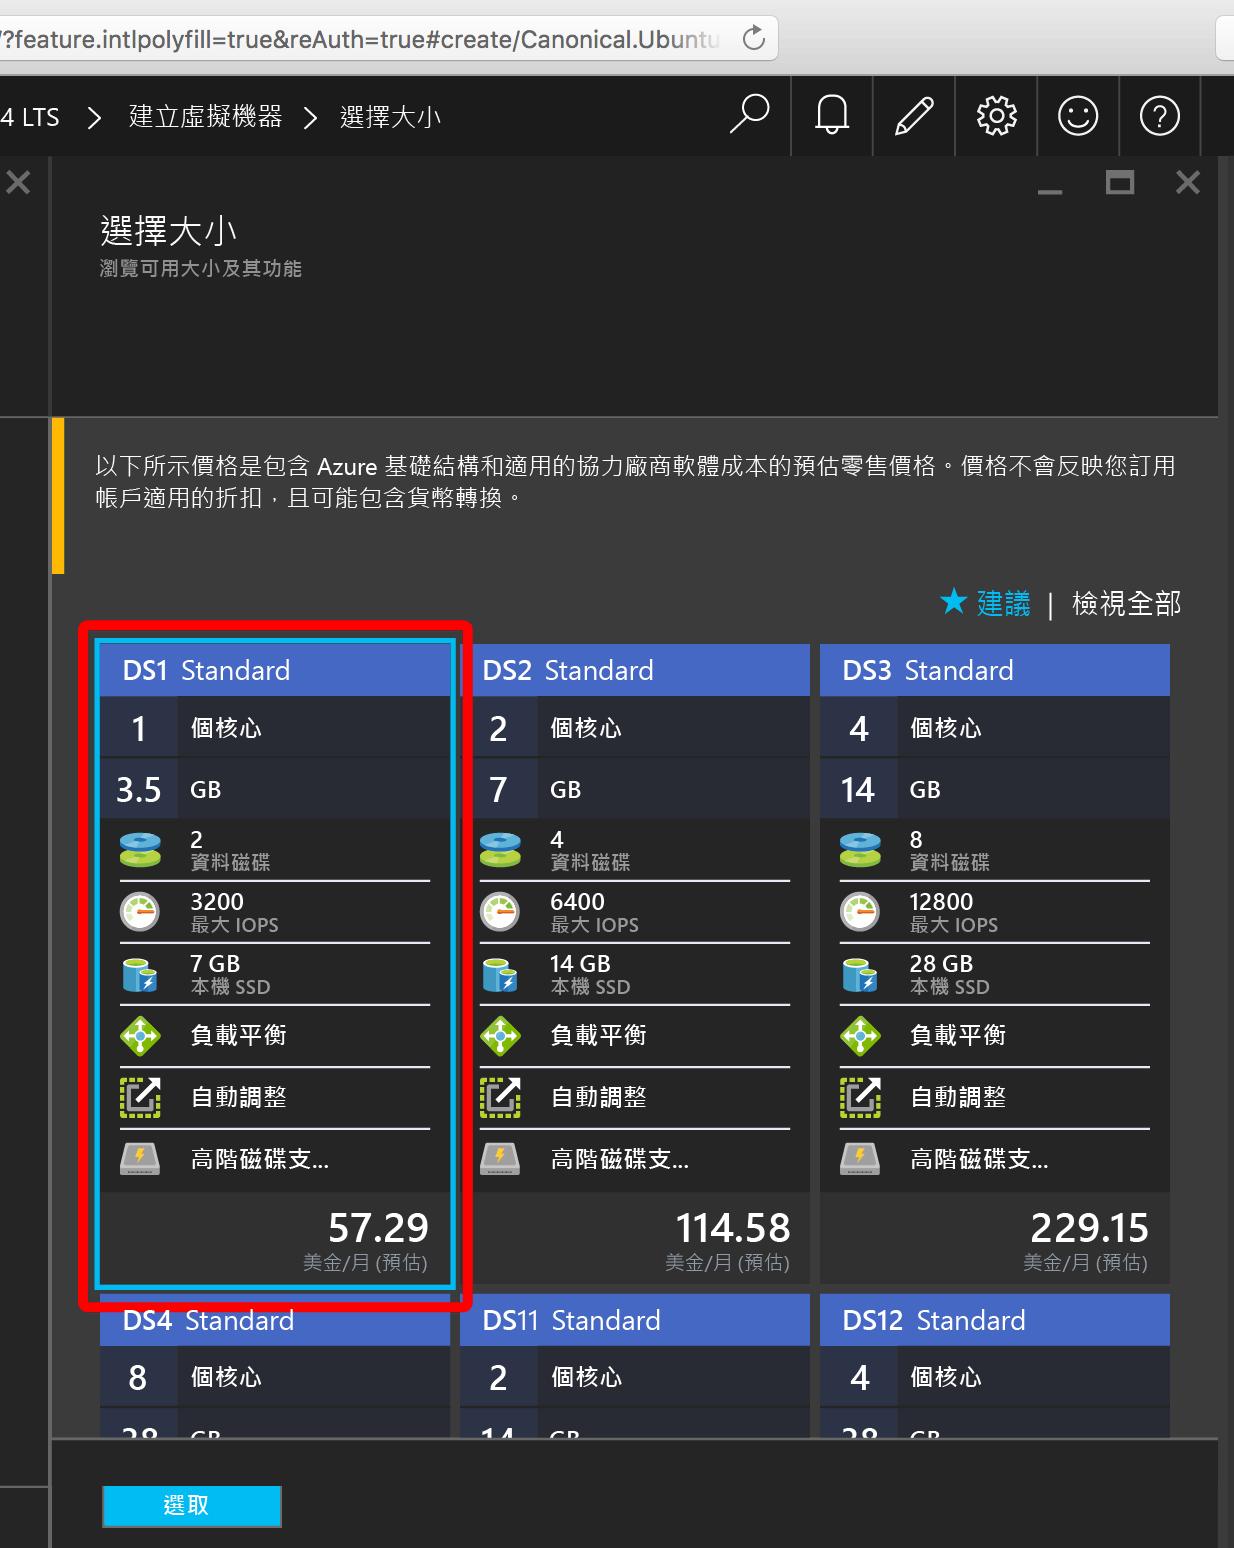 /?feature.intlpolyfill=true&reAuth=true#create/Canonical.Ubuntu
4 LTS > 建立虛擬機器 > 選擇大小
選擇大小
瀏覽可用大小及其功能
以下所示價格是包含 Azure 基礎結構和適用的協力廠商軟體成本的預估零售價格。價格不會反映您訂用
帳戶適用的折扣，且可能包含貨幣轉換。
★ 建議 | 檢視全部
DS1 Standard
1 個核心
3.5 GB
2
資料磁碟
3200
最大 IOPS
7 GB
本機 SSD
負載平衡
自動調整
高階磁碟支...
57.29
美金/月 (預估)
DS2 Standard
2 個核心
7 GB
4
資料磁碟
6400
最大 IOPS
14 GB
本機 SSD
負載平衡
自動調整
高階磁碟支...
114.58
美金/月 (預估)
DS3 Standard
4 個核心
14 GB
8
資料磁碟
12800
最大 IOPS
28 GB
本機 SSD
負載平衡
自動調整
高階磁碟支...
229.15
美金/月 (預估)
DS4 Standard
8 個核心
GB
DS11 Standard
2 個核心
14 GB
DS12 Standard
4 個核心
GB
選取